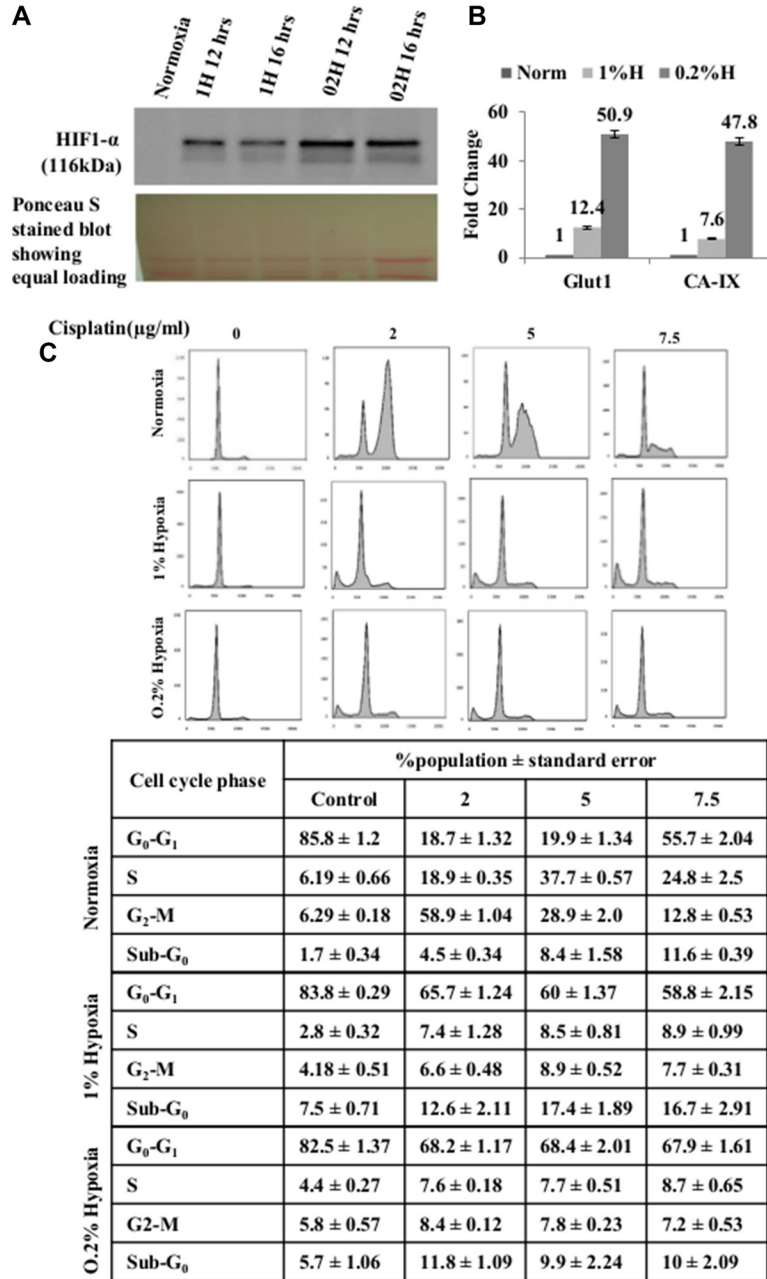 A
Normoxia
1H 12 hrs
1H 16 hrs
02H 12 hrs
02H 16 hrs
HIF1-α
(116kDa)
Ponceau S
stained blot
showing
equal loading
B
Norm 1%H 0.2%H
Fold Change
60
40
20
0
1 12.4 50.9
1 7.6 47.8
Glut1 CA-IX
C
Cisplatin(µg/ml) 0 2 5 7.5
Normoxia
1% Hypoxia
O.2% Hypoxia
Cell cycle phase %population ± standard error
Control 2 5 7.5
Normoxia
G₀-G₁ 85.8 ± 1.2 18.7 ± 1.32 19.9 ± 1.34 55.7 ± 2.04
S 6.19 ± 0.66 18.9 ± 0.35 37.7 ± 0.57 24.8 ± 2.5
G₂-M 6.29 ± 0.18 58.9 ± 1.04 28.9 ± 2.0 12.8 ± 0.53
Sub-G₀ 1.7 ± 0.34 4.5 ± 0.34 8.4 ± 1.58 11.6 ± 0.39
1% Hypoxia
G₀-G₁ 83.8 ± 0.29 65.7 ± 1.24 60 ± 1.37 58.8 ± 2.15
S 2.8 ± 0.32 7.4 ± 1.28 8.5 ± 0.81 8.9 ± 0.99
G₂-M 4.18 ± 0.51 6.6 ± 0.48 8.9 ± 0.52 7.7 ± 0.31
Sub-G₀ 7.5 ± 0.71 12.6 ± 2.11 17.4 ± 1.89 16.7 ± 2.91
O.2% Hypoxia
G₀-G₁ 82.5 ± 1.37 68.2 ± 1.17 68.4 ± 2.01 67.9 ± 1.61
S 4.4 ± 0.27 7.6 ± 0.18 7.7 ± 0.51 8.7 ± 0.65
G2-M 5.8 ± 0.57 8.4 ± 0.12 7.8 ± 0.23 7.2 ± 0.53
Sub-G₀ 5.7 ± 1.06 11.8 ± 1.09 9.9 ± 2.24 10 ± 2.09